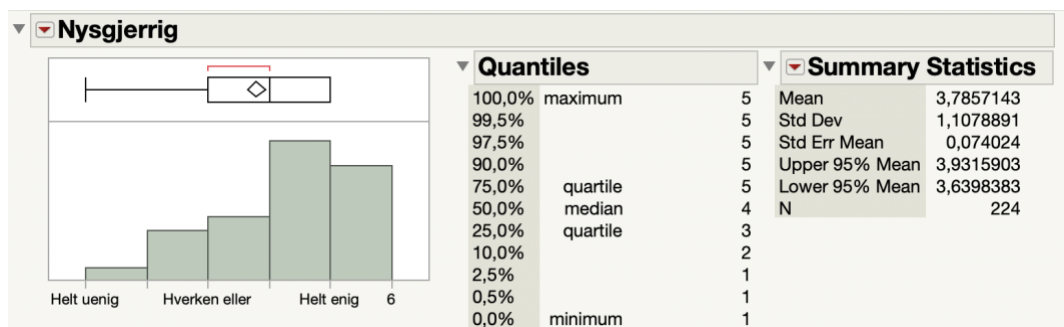 Nysgjerrig
Helt uenig Hverken eller Helt enig 6
Quantiles
100,0% maximum 5
99,5% 5
97,5% 5
90,0% 5
75,0% quartile 5
50,0% median 4
25,0% quartile 3
10,0% 2
2,5% 1
0,5% 1
0,0% minimum 1
Summary Statistics
Mean 3,7857143
Std Dev 1,1078891
Std Err Mean 0,074024
Upper 95% Mean 3,9315903
Lower 95% Mean 3,6398383
N 224